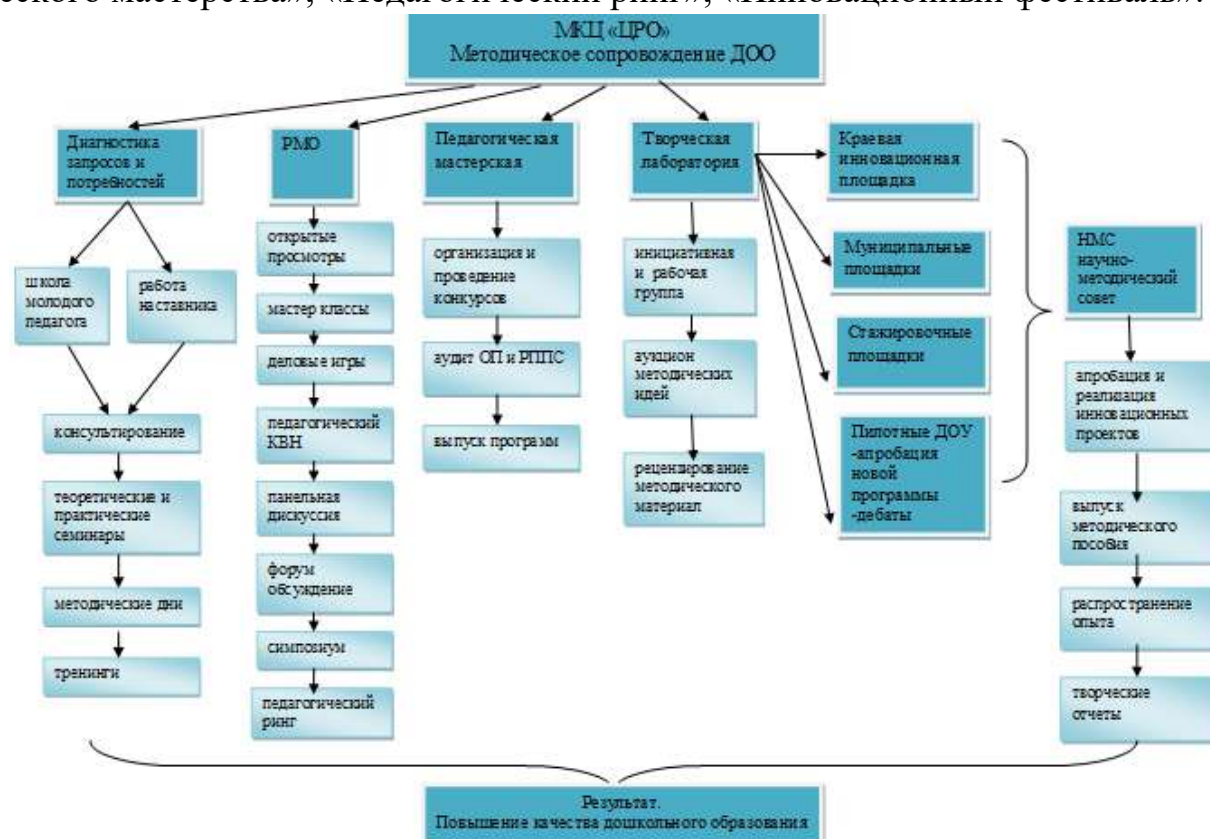 ского мастерства», «Педагогический ринг», «Инновационный фестиваль».
МКЦ «ЦРО»
Методическое сопровождение ДОО
Диагностика
запросов и
потребностей
РМО
Педагогическая
мастерская
Творческая
лаборатория
Краевая
инновационная
площадка
школа
молодого
педагога
работа
наставника
консультирование
теоретические и
практические
семинары
методические дни
тренинги
открытые
просмотры
мастер классы
деловые игры
педагогический
КВН
панельная
дискуссия
форум
обсуждение
симпозиум
педагогический
ринг
организация и
проведение
конкурсов
аудит ОП и РППС
выпуск программ
инициативная
и рабочая
группа
аукцион
методических
идей
рецензирование
методического
материал
Муниципальные
площадки
Стажировочные
площадки
Пилотные ДОУ
-апробация
новой
программы
-дебаты
НМС
научно-
методический
совет
апробация и
реализация
инновационных
проектов
выпуск
методического
пособия
распространение
опыта
творческие
отчеты
Результат.
Повышение качества дошкольного образования